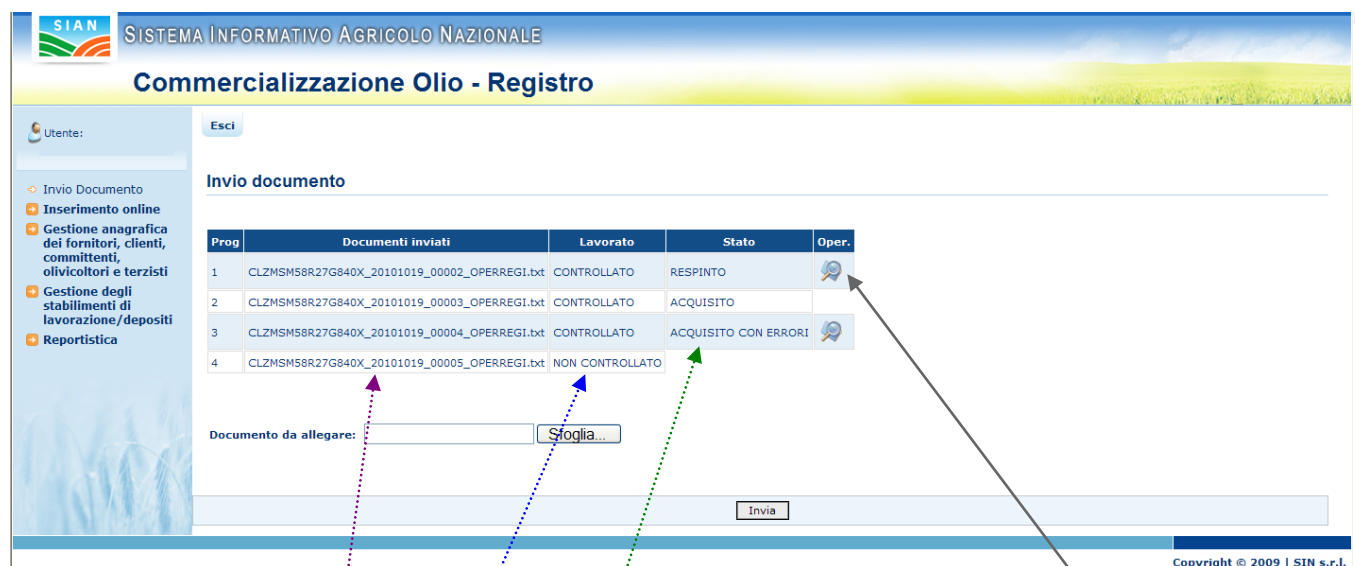 SIAN
SISTEMA INFORMATIVO AGRICOLO NAZIONALE
Commercializzazione Olio - Registro
Utente:
Esci
Invio documento
Invio Documento
Inserimento online
Gestione anagrafica
dei fornitori, clienti,
committenti,
olivicoltori e terzisti
Gestione degli
stabilimenti di
lavorazione/depositi
Reportistica
Prog Documenti inviati Lavorato Stato Oper.
1 CLZMSM58R27G840X_20101019_00002_OPERREGI.txt CONTROLLATO RESPINTO
2 CLZMSM58R27G840X_20101019_00003_OPERREGI.txt CONTROLLATO ACQUISITO
3 CLZMSM58R27G840X_20101019_00004_OPERREGI.txt CONTROLLATO ACQUISITO CON ERRORI
4 CLZMSM58R27G840X_20101019_00005_OPERREGI.txt NON CONTROLLATO
Documento da allegare: Sfoglia...
Invia
Copyright © 2009 | SIN s.r.l.